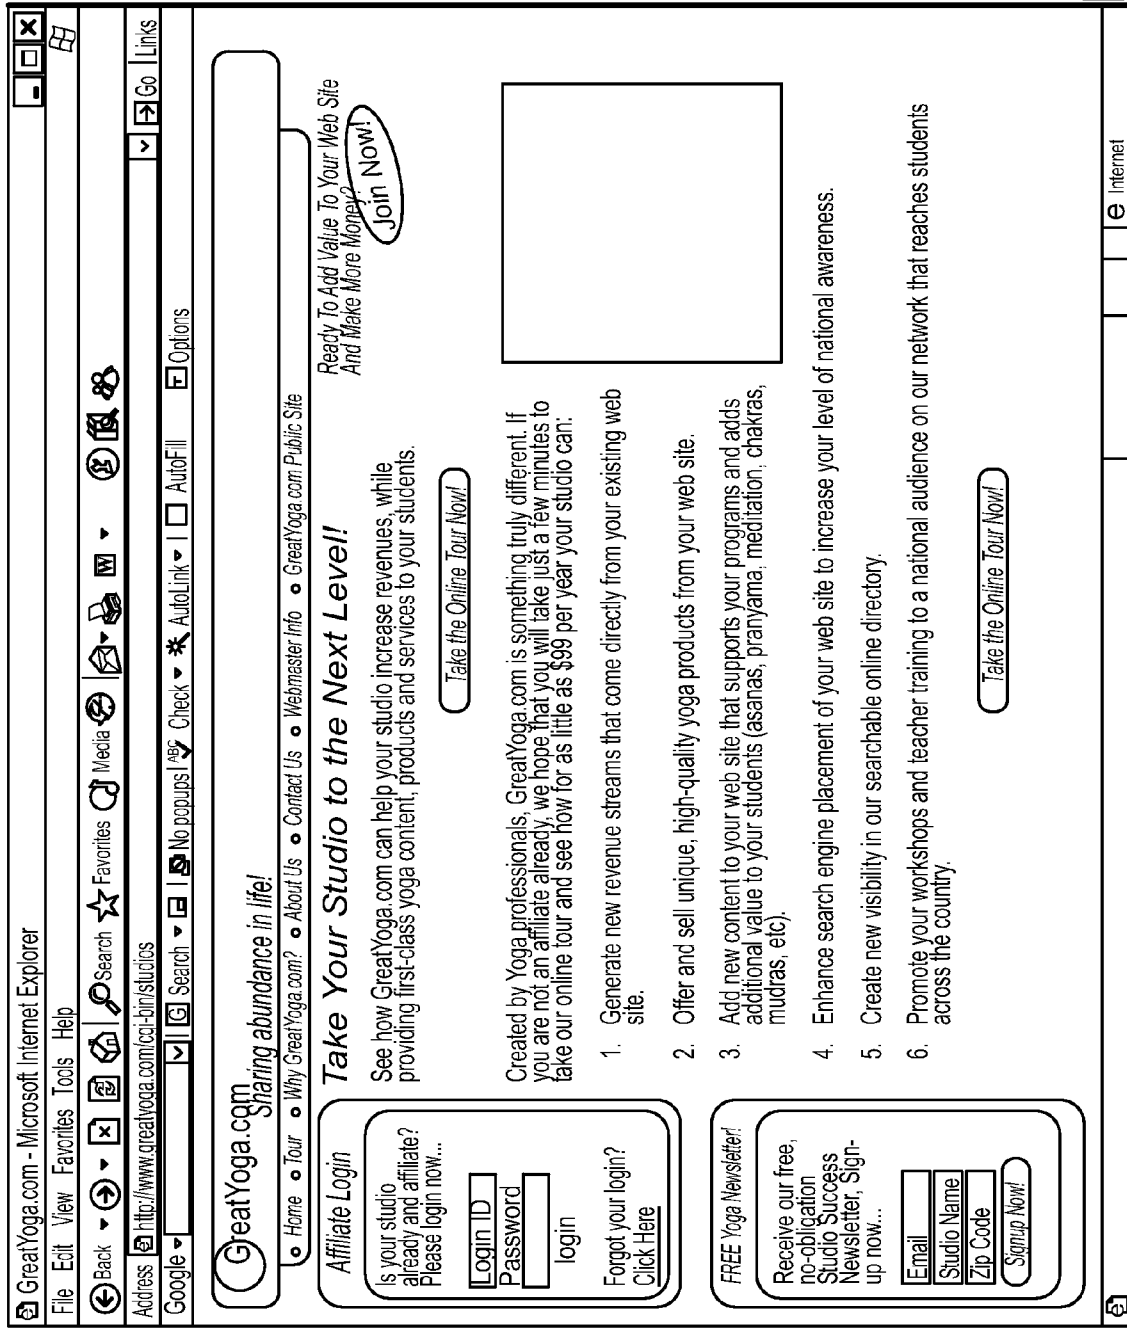 GreatYoga.com - Microsoft Internet Explorer
File Edit View Favorites Tools Help
Back Search Favorites Media W
Address http://www.greatyoga.com/cgi-bin/studios Go Links
Google G Search No popups ABC Check AutoLink AutoFill Options
GreatYoga.com
Sharing abundance in life!
Home Tour Why GreatYoga.com? About Us Contact Us Webmaster Info GreatYoga.com Public Site
Affiliate Login
Is your studio
already and affiliate?
Please login now...
Login ID
Password
login
Forgot your login?
Click Here
FREE Yoga Newsletter!
Receive our free,
no-obligation
Studio Success
Newsletter, Sign-
up now...
Email
Studio Name
Zip Code
Signup Now!
Take Your Studio to the Next Level!
Ready To Add Value To Your Web Site
And Make More Money?
Join Now!
See how GreatYoga.com can help your studio increase revenues, while
providing first-class yoga content, products and services to your students.
Take the Online Tour Now!
Created by Yoga professionals, GreatYoga.com is something truly different. If
you are not an affiliate already, we hope that you will take just a few minutes to
take our online tour and see how for as little as $99 per year your studio can:
1. Generate new revenue streams that come directly from your existing web
site.
2. Offer and sell unique, high-quality yoga products from your web site.
3. Add new content to your web site that supports your programs and adds
additional value to your students (asanas, pranyama, meditation, chakras,
mudras, etc).
4. Enhance search engine placement of your web site to increase your level of national awareness.
5. Create new visibility in our searchable online directory.
6. Promote your workshops and teacher training to a national audience on our network that reaches students
across the country.
Take the Online Tour Now!
Internet